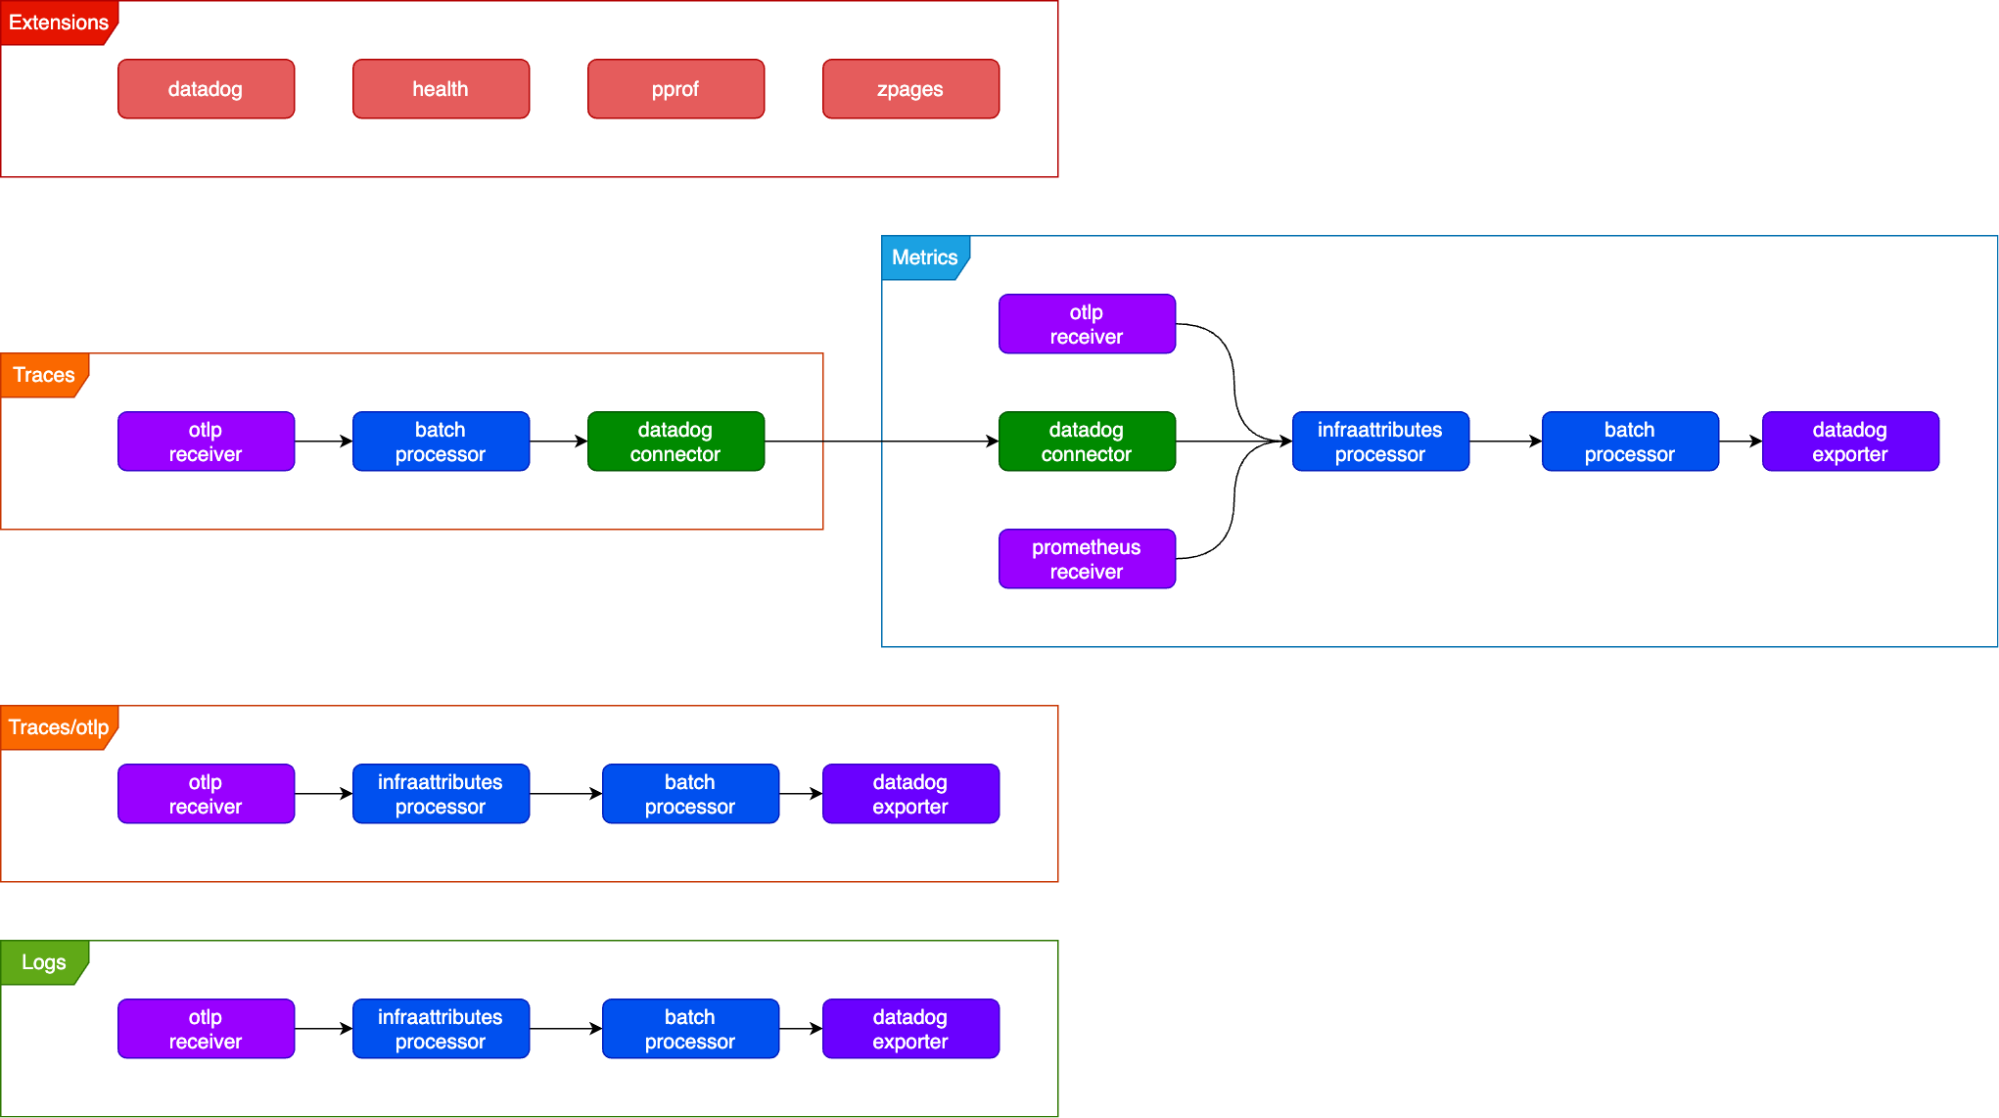 Extensions
datadog
health
pprof
zpages
Metrics
otlp
receiver
Traces
otlp
receiver
batch
processor
datadog
connector
datadog
connector
infraattributes
processor
batch
processor
datadog
exporter
prometheus
receiver
Traces/otlp
otlp
receiver
infraattributes
processor
batch
processor
datadog
exporter
Logs
otlp
receiver
infraattributes
processor
batch
processor
datadog
exporter